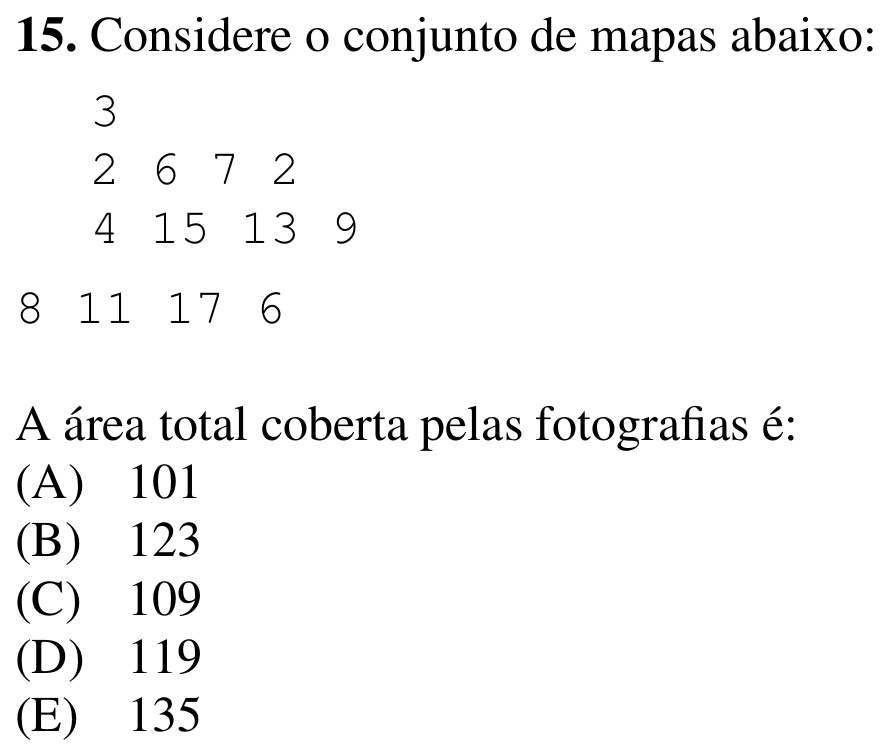 15. Considere o conjunto de mapas abaixo:
3
2 6 7 2
4 15 13 9
8 11 17 6
A área total coberta pelas fotografias é:
(A) 101
(B) 123
(C) 109
(D) 119
(E) 135